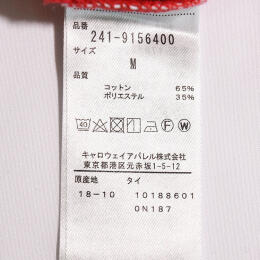 品番
241-9156400
サイズ
M
品質
コットン 65%
ポリエステル 35%
40
F W
キャロウェイアパレル株式会社
東京都港区元赤坂1-5-12
原産地 タイ
18-10 10188601
0N187